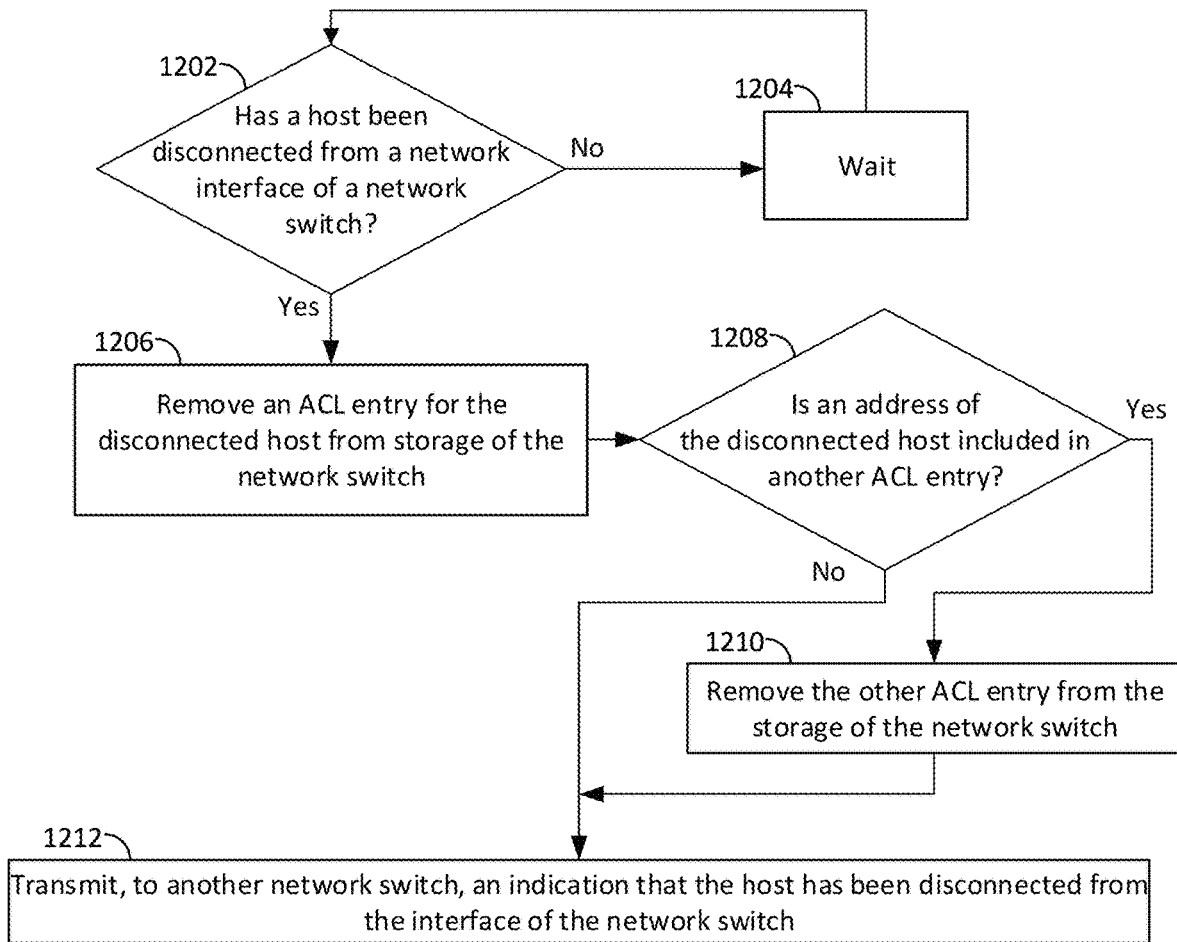 1202
Has a host been
disconnected from a network
interface of a network
switch?
No
1204
Wait
Yes
1206
Remove an ACL entry for the
disconnected host from storage of the
network switch
1208
Is an address of
the disconnected host included in
another ACL entry?
Yes
No
1210
Remove the other ACL entry from the
storage of the network switch
1212
Transmit, to another network switch, an indication that the host has been disconnected from
the interface of the network switch